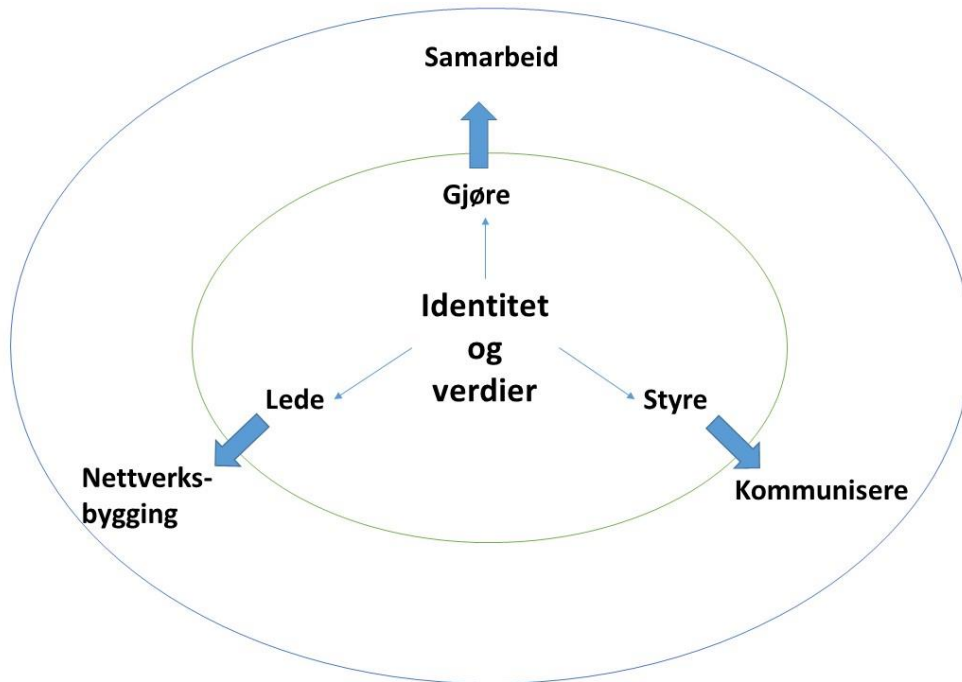 Samarbeid
Gjøre
Identitet
og
verdier
Lede
Styre
Nettverks-
bygging
Kommunisere